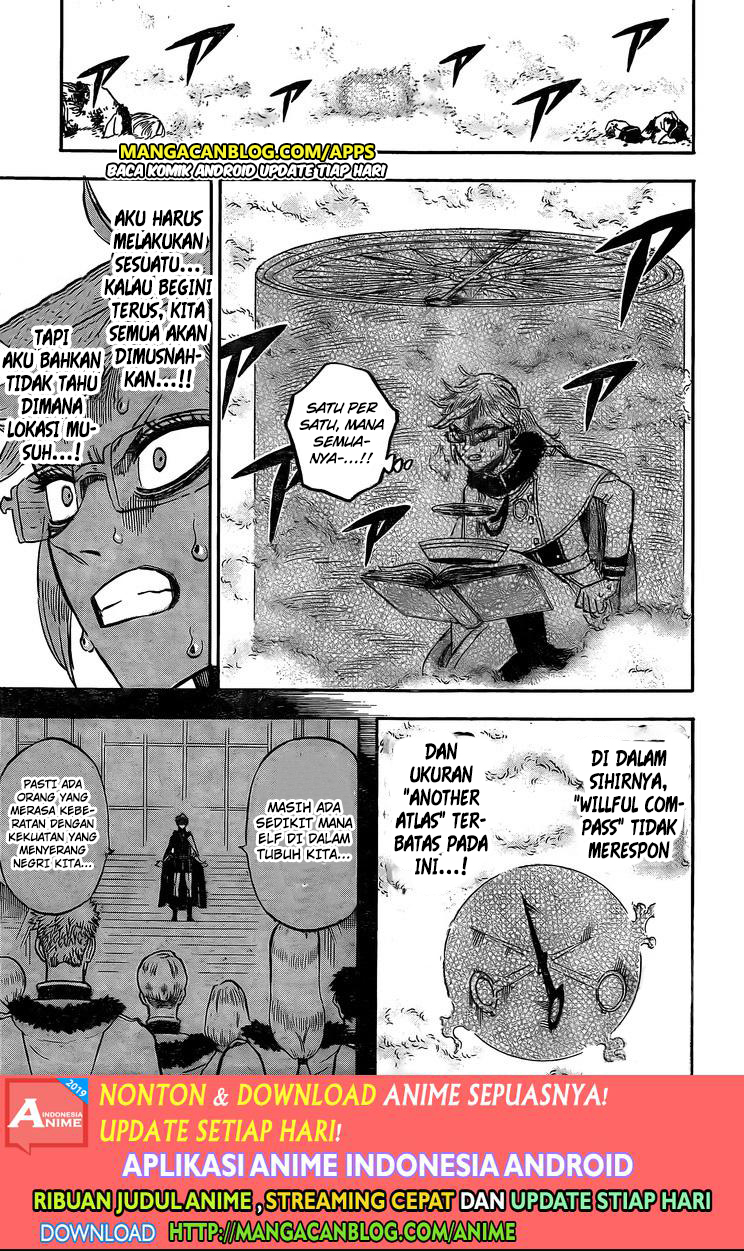 MANGACANBLOG.COM/APPS
BACA KOMIK ANDROID UPDATE TIAP HARI
SATU PER
SATU, MANA
SEMUA-
NYA-...!!
AKU HARUS
MELAKUKAN
SESUATU...
KALAU BEGINI
TERUS, KITA
SEMUA AKAN
DIMUSNAH-
KAN...!!
TAPI
AKU BAHKAN
TIDAK TAHU
DIMANA
LOKASI MU-
SUH...!
DI DALAM
SIHIRNYA,
"WILLFUL COM-
PASS" TIDAK
MERESPON
DAN
UKURAN
"ANOTHER
ATLAS" TER-
BATAS PADA
INI...!
MASIH ADA
SEDIKIT MANA
ELF DI DALAM
TUBUH KITA...
PASTI ADA
ORANG YANG
MERASA KEBE-
RATAN DENGAN
KEKUATAN YANG
MENYERANG
NEGRI KITA...
2019
INDONESIA
ANIME
NONTON & DOWNLOAD ANIME SEPUASNYA!
UPDATE SETIAP HARI!
APLIKASI ANIME INDONESIA ANDROID
RIBUAN JUDUL ANIME , STREAMING CEPAT DAN UPDATE STIAP HARI
DOWNLOAD HTTP://MANGACANBLOG.COM/ANIME